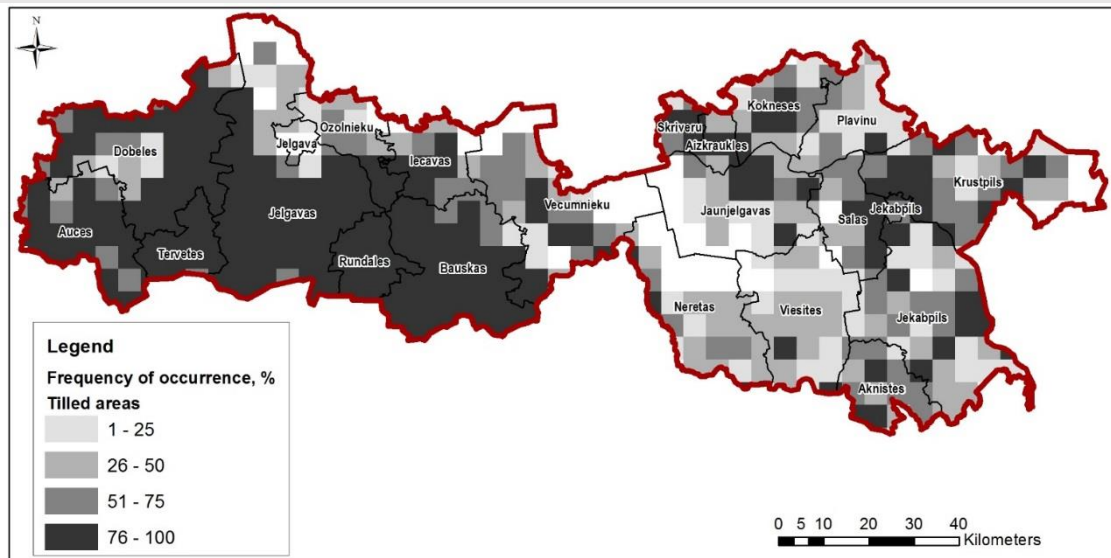 N
Kokneses
Skriveru
Plavinu
Ozolnieku
Aizkraukles
Jelgava
Dobeles
Iecavas
Krustpils
Vecumnieku
Jaunjelgavas
Jekabpils
Jelgavas
Salas
Auces
Tervetes
Rundales
Bauskas
Neretas
Viesites
Jekabpils
Aknistes
Legend
Frequency of occurrence, %
Tilled areas
1 - 25
26 - 50
51 - 75
76 - 100
0 5 10 20 30 40
Kilometers